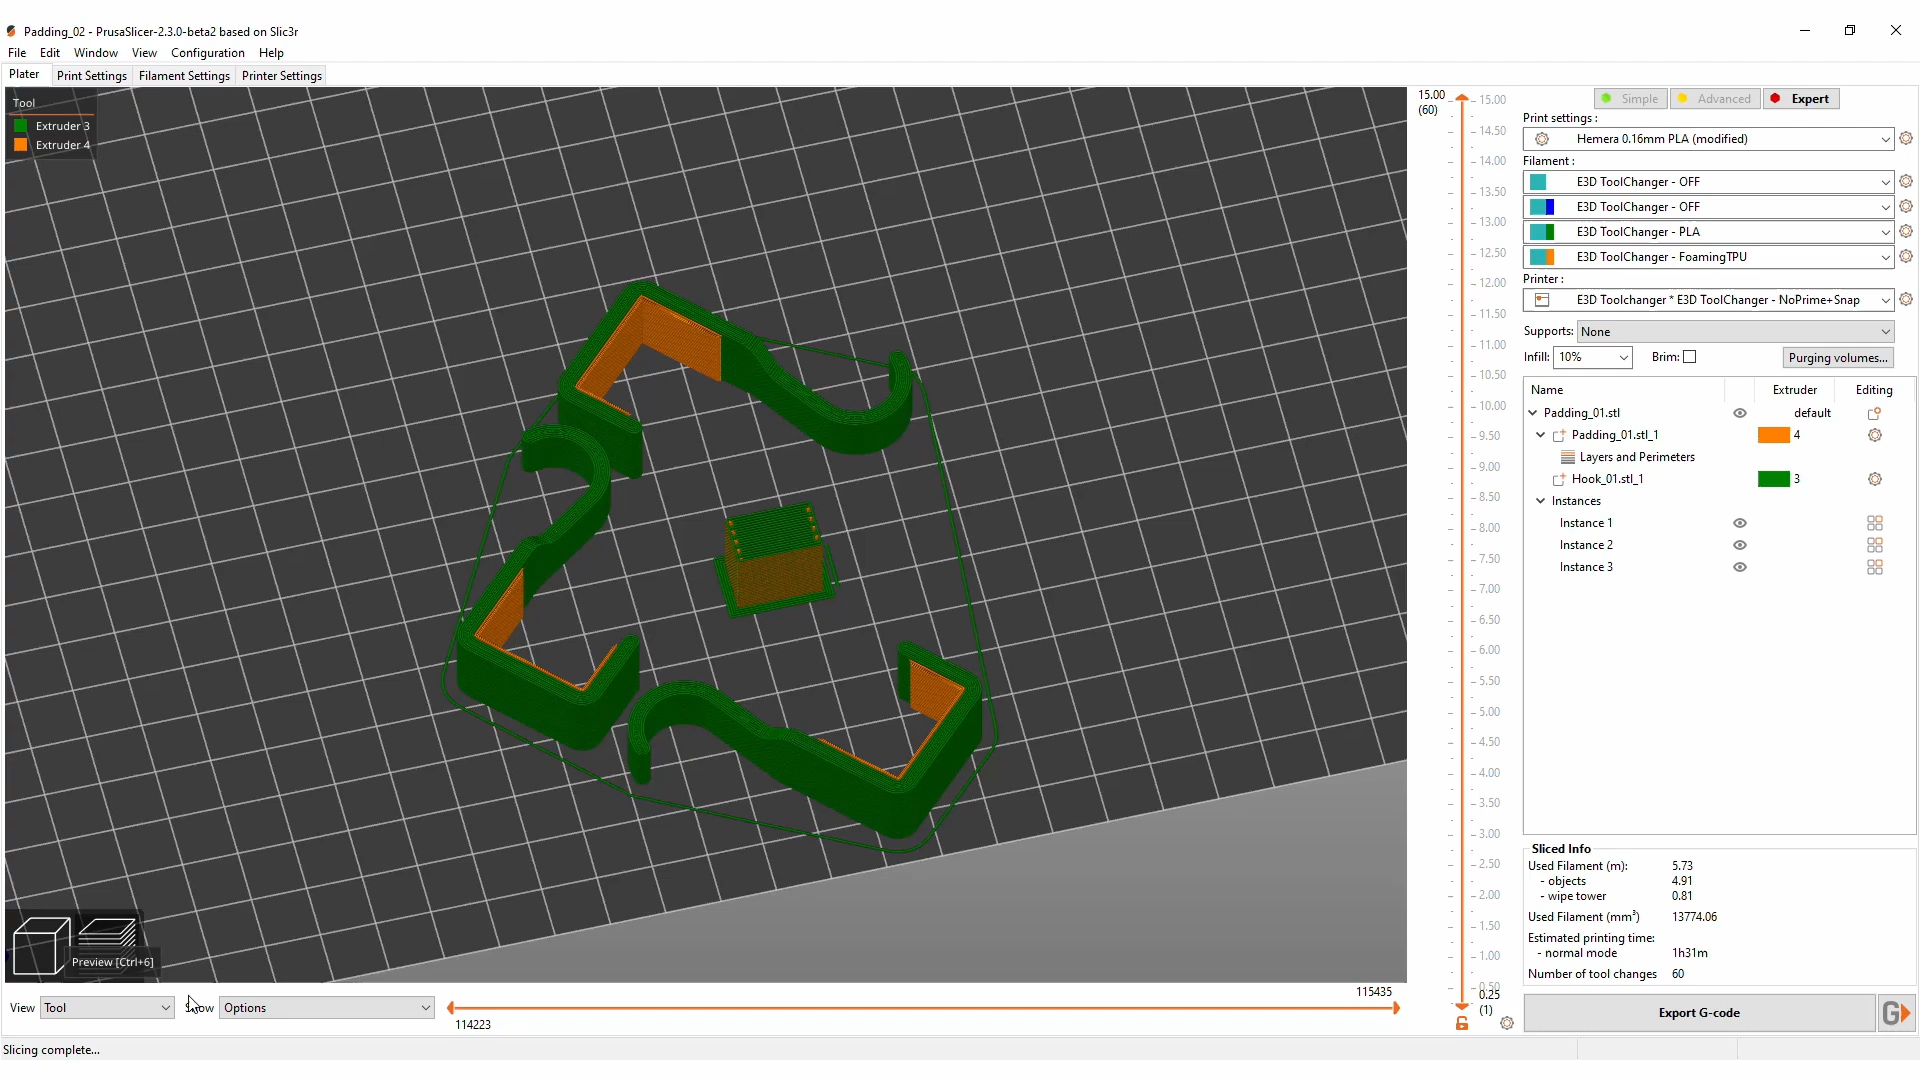 Padding_02 - PrusaSlicer-2.3.0-beta2 based on Slic3r
File Edit Window View Configuration Help
Plater Print Settings Filament Settings Printer Settings
Tool
Extruder 3
Extruder 4
15.00
(60)
15.00
14.50
14.00
13.50
13.00
12.50
12.00
11.50
11.00
10.50
10.00
9.50
9.00
8.50
8.00
7.50
7.00
6.50
6.00
5.50
5.00
4.50
4.00
3.50
3.00
2.50
2.00
1.50
1.00
0.50
0.25
(1)
Simple Advanced Expert
Print settings :
Hemera 0.16mm PLA (modified)
Filament :
E3D ToolChanger - OFF
E3D ToolChanger - OFF
E3D ToolChanger - PLA
E3D ToolChanger - FoamingTPU
Printer :
E3D Toolchanger * E3D ToolChanger - NoPrime+Snap
Supports: None
Infill: 10% Brim: Purging volumes...
Name Extruder Editing
Padding_01.stl default
Padding_01.stl_1 4
Layers and Perimeters
Hook_01.stl_1 3
Instances
Instance 1
Instance 2
Instance 3
Sliced Info
Used Filament (m): 5.73
- objects 4.91
- wipe tower 0.81
Used Filament (mm³) 13774.06
Estimated printing time:
- normal mode 1h31m
Number of tool changes 60
Export G-code
Preview [Ctrl+6]
View Tool Show Options
115435
114223
Slicing complete...